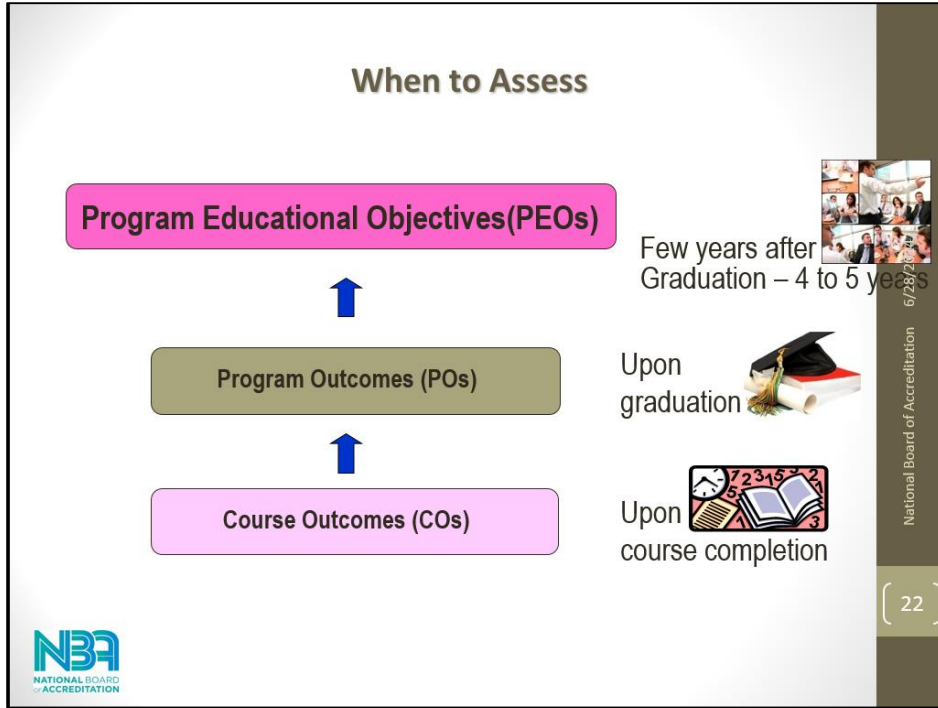 When to Assess
Program Educational Objectives(PEOs)
Few years after
Graduation – 4 to 5 years
Program Outcomes (POs)
Upon
graduation
Course Outcomes (COs)
Upon
course completion
National Board of Accreditation
22
NBA
NATIONAL BOARD
OF ACCREDITATION